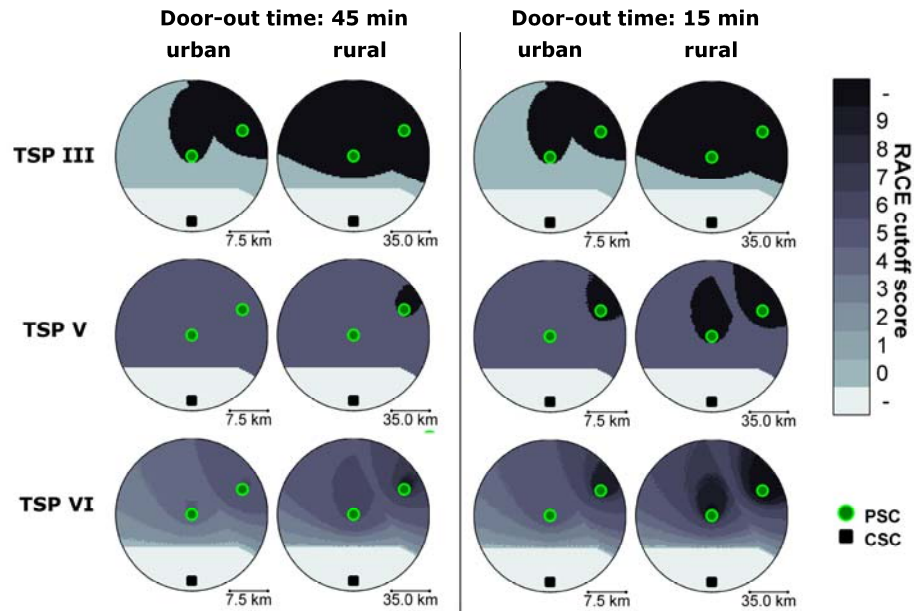 Door-out time: 45 min
Door-out time: 15 min
urban
rural
urban
rural
TSP III
7.5 km
35.0 km
7.5 km
35.0 km
TSP V
7.5 km
35.0 km
7.5 km
35.0 km
TSP VI
7.5 km
35.0 km
7.5 km
35.0 km
-
9
8
7
6
5
4
3
2
1
0
-
RACE cutoff score
PSC
CSC